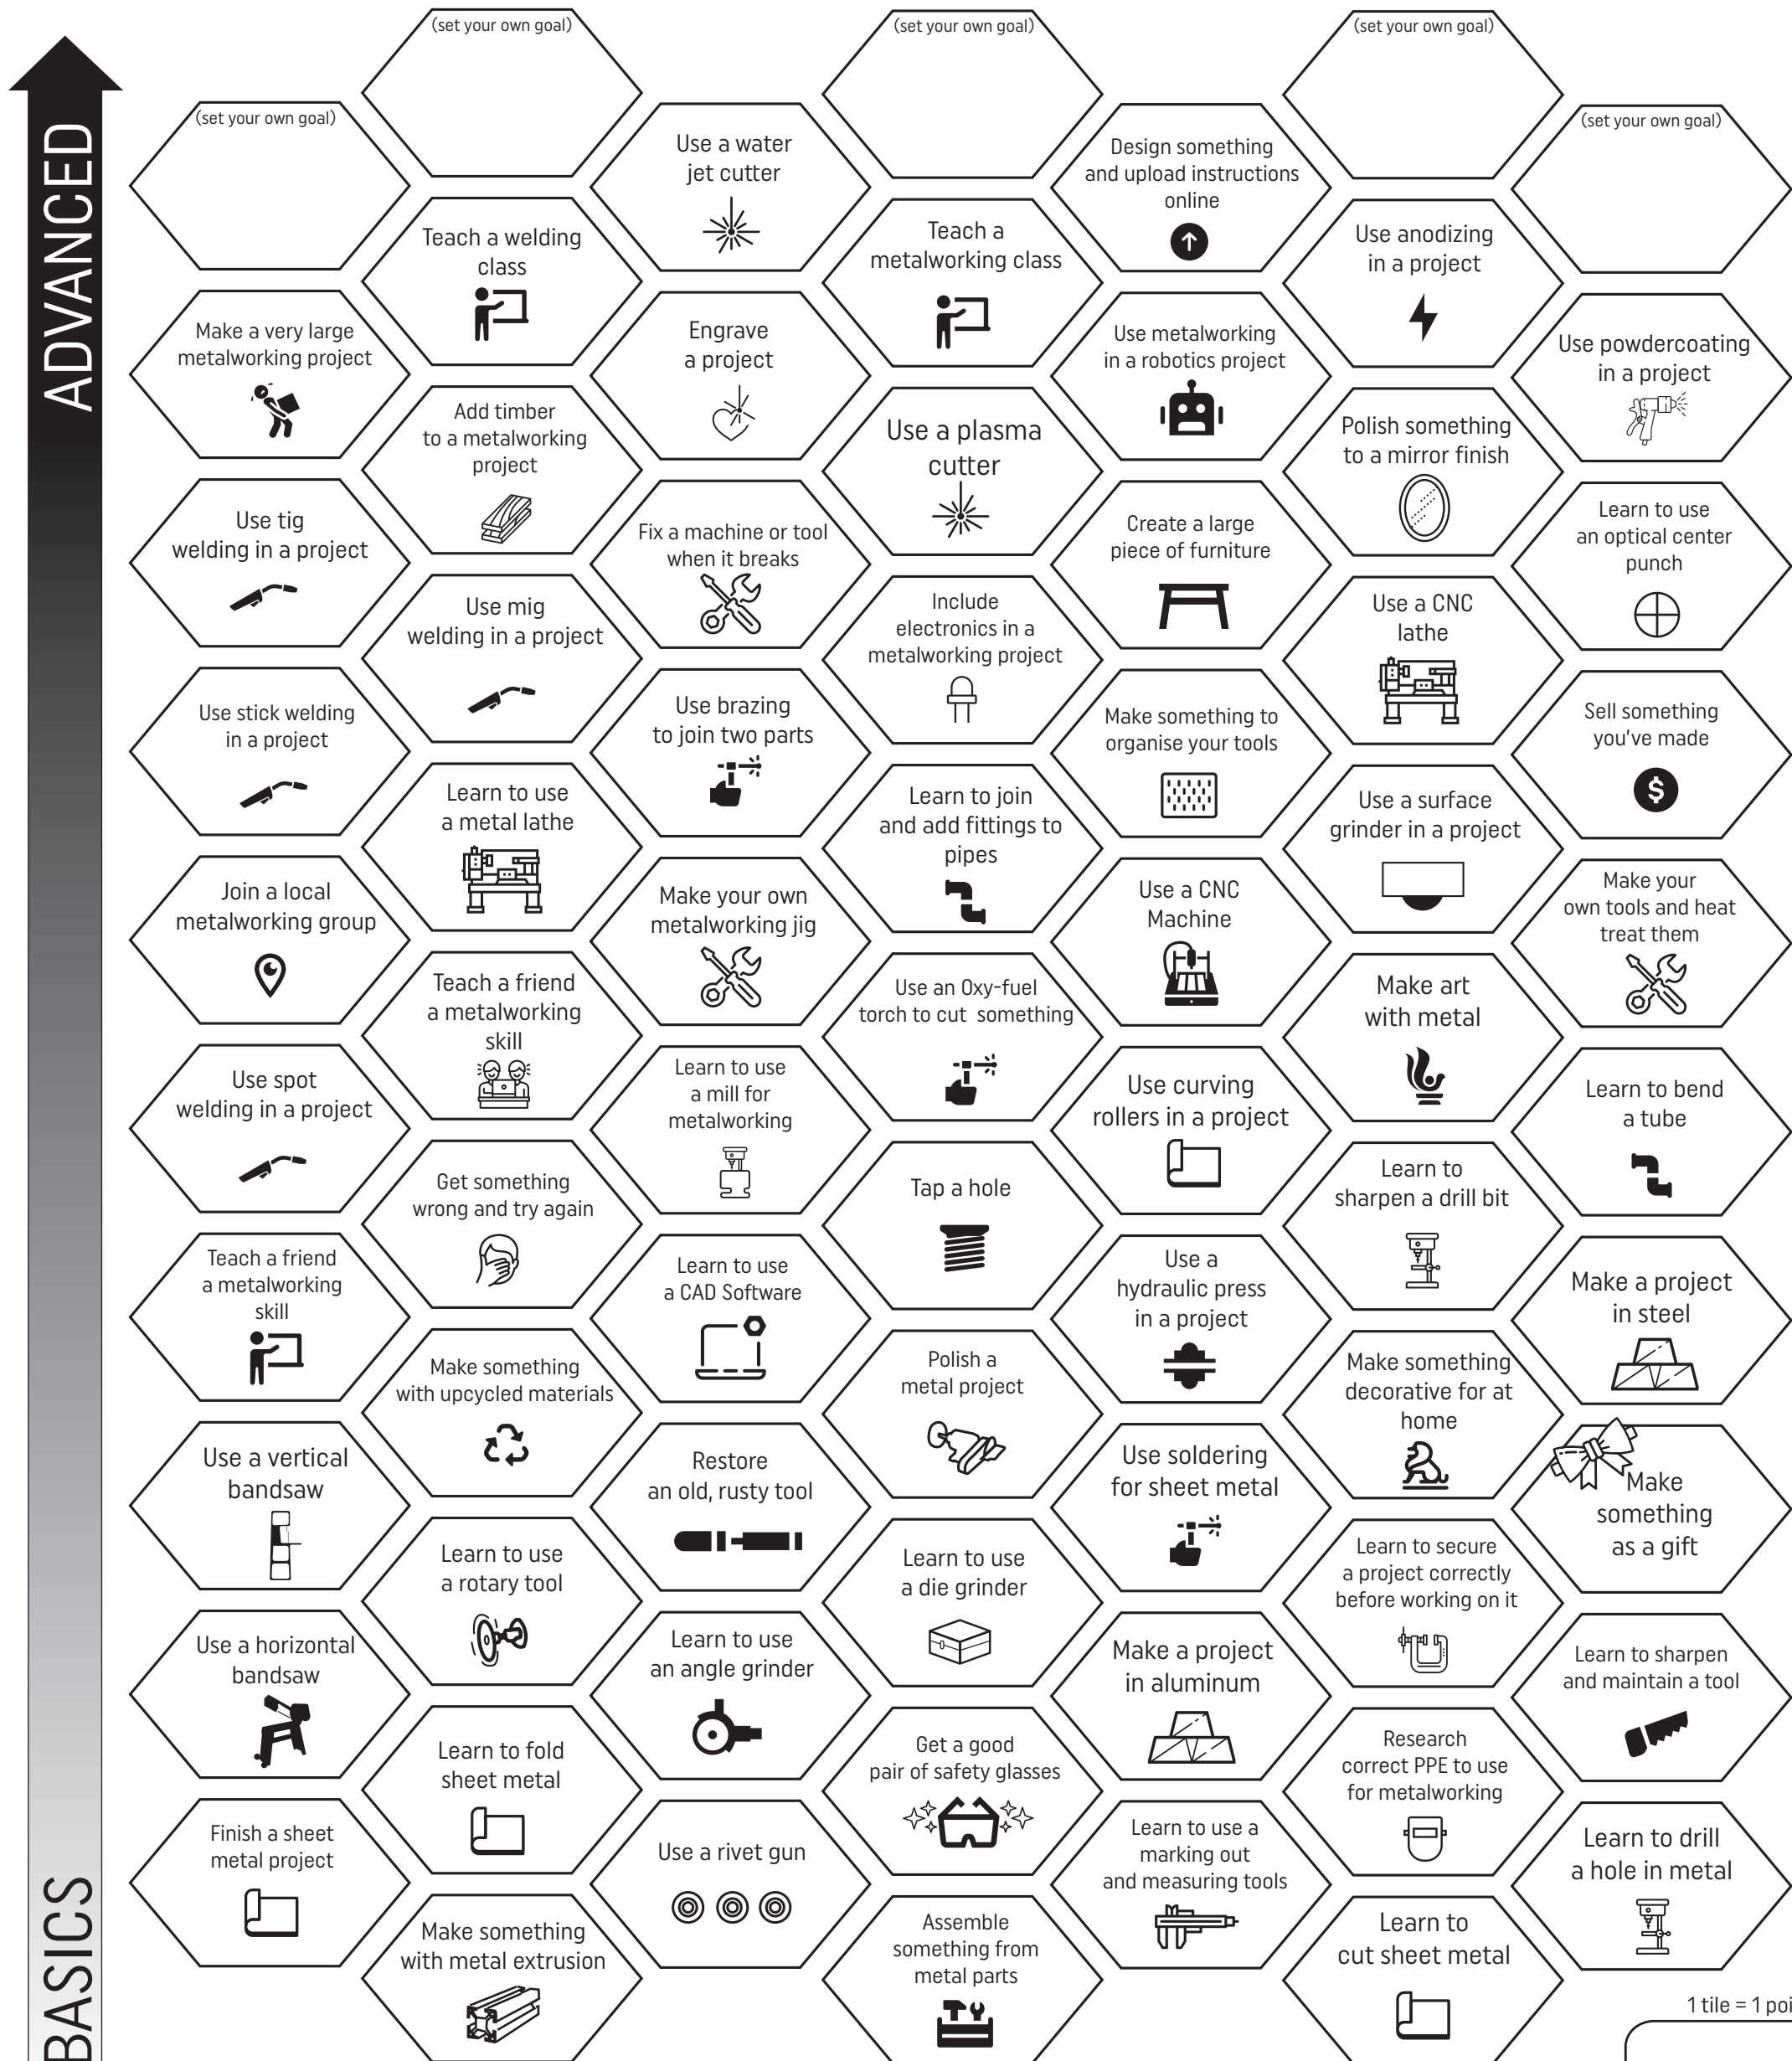 ADVANCED
BASICS
(set your own goal)
(set your own goal)
(set your own goal)
(set your own goal)
(set your own goal)
Use a water
jet cutter
Design something
and upload instructions
online
Teach a welding
class
Teach a
metalworking class
Use anodizing
in a project
Make a very large
metalworking project
Engrave
a project
Use metalworking
in a robotics project
Use powdercoating
in a project
Add timber
to a metalworking
project
Use a plasma
cutter
Polish something
to a mirror finish
Use tig
welding in a project
Fix a machine or tool
when it breaks
Create a large
piece of furniture
Learn to use
an optical center
punch
Use mig
welding in a project
Include
electronics in a
metalworking project
Use a CNC
lathe
Use stick welding
in a project
Use brazing
to join two parts
Make something to
organise your tools
Sell something
you've made
Learn to use
a metal lathe
Learn to join
and add fittings to
pipes
Use a surface
grinder in a project
Join a local
metalworking group
Make your own
metalworking jig
Use a CNC
Machine
Make your
own tools and heat
treat them
Teach a friend
a metalworking
skill
Use an Oxy-fuel
torch to cut something
Make art
with metal
Use spot
welding in a project
Learn to use
a mill for
metalworking
Use curving
rollers in a project
Learn to bend
a tube
Get something
wrong and try again
Tap a hole
Learn to
sharpen a drill bit
Teach a friend
a metalworking
skill
Learn to use
a CAD Software
Use a
hydraulic press
in a project
Make a project
in steel
Make something
with upcycled materials
Polish a
metal project
Make something
decorative for at
home
Use a vertical
bandsaw
Restore
an old, rusty tool
Use soldering
for sheet metal
Make
something
as a gift
Learn to use
a rotary tool
Learn to use
a die grinder
Learn to secure
a project correctly
before working on it
Use a horizontal
bandsaw
Learn to use
an angle grinder
Make a project
in aluminum
Learn to sharpen
and maintain a tool
Learn to fold
sheet metal
Get a good
pair of safety glasses
Research
correct PPE to use
for metalworking
Finish a sheet
metal project
Use a rivet gun
Learn to use a
marking out
and measuring tools
Learn to drill
a hole in metal
Make something
with metal extrusion
Assemble
something from
metal parts
Learn to
cut sheet metal
1 tile = 1